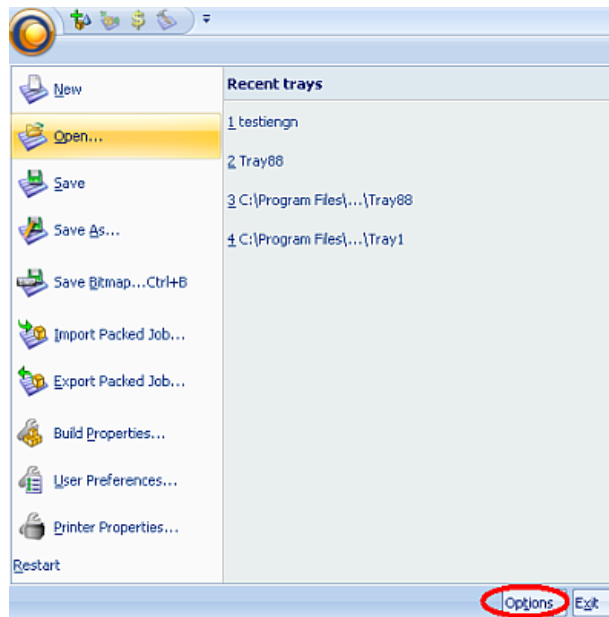 New
Open...
Save
Save As...
Save Bitmap...Ctrl+B
Import Packed Job...
Export Packed Job...
Build Properties...
User Preferences...
Printer Properties...
Restart
Recent trays
1 testiengn
2 Tray88
3 C:\Program Files\...\Tray88
4 C:\Program Files\...\Tray1
Options
Exit